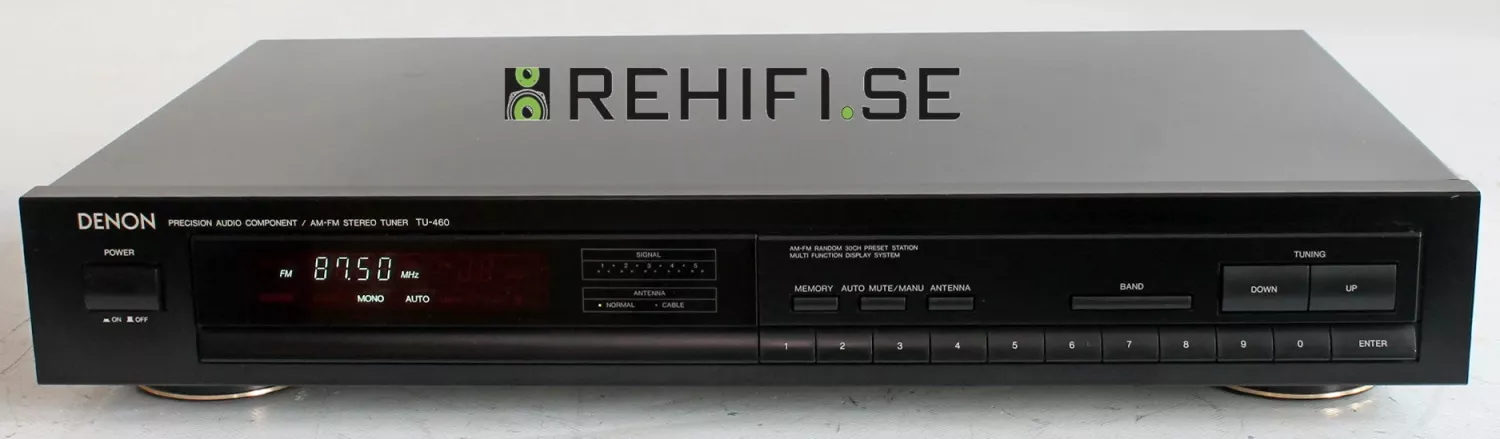 REHIFI.SE
DENON PRECISION AUDIO COMPONENT / AM-FM STEREO TUNER TU-460
POWER
ON OFF
FM 87.50 MHz
MONO AUTO
SIGNAL
1 • 2 • 3 • 4 • 5
ANTENNA
• NORMAL • CABLE
AM-FM RANDOM 30CH PRESET STATION
MULTI FUNCTION DISPLAY SYSTEM
MEMORY AUTO MUTE/MANU ANTENNA
BAND
TUNING
DOWN UP
1 2 3 4 5 6 7 8 9 0 ENTER